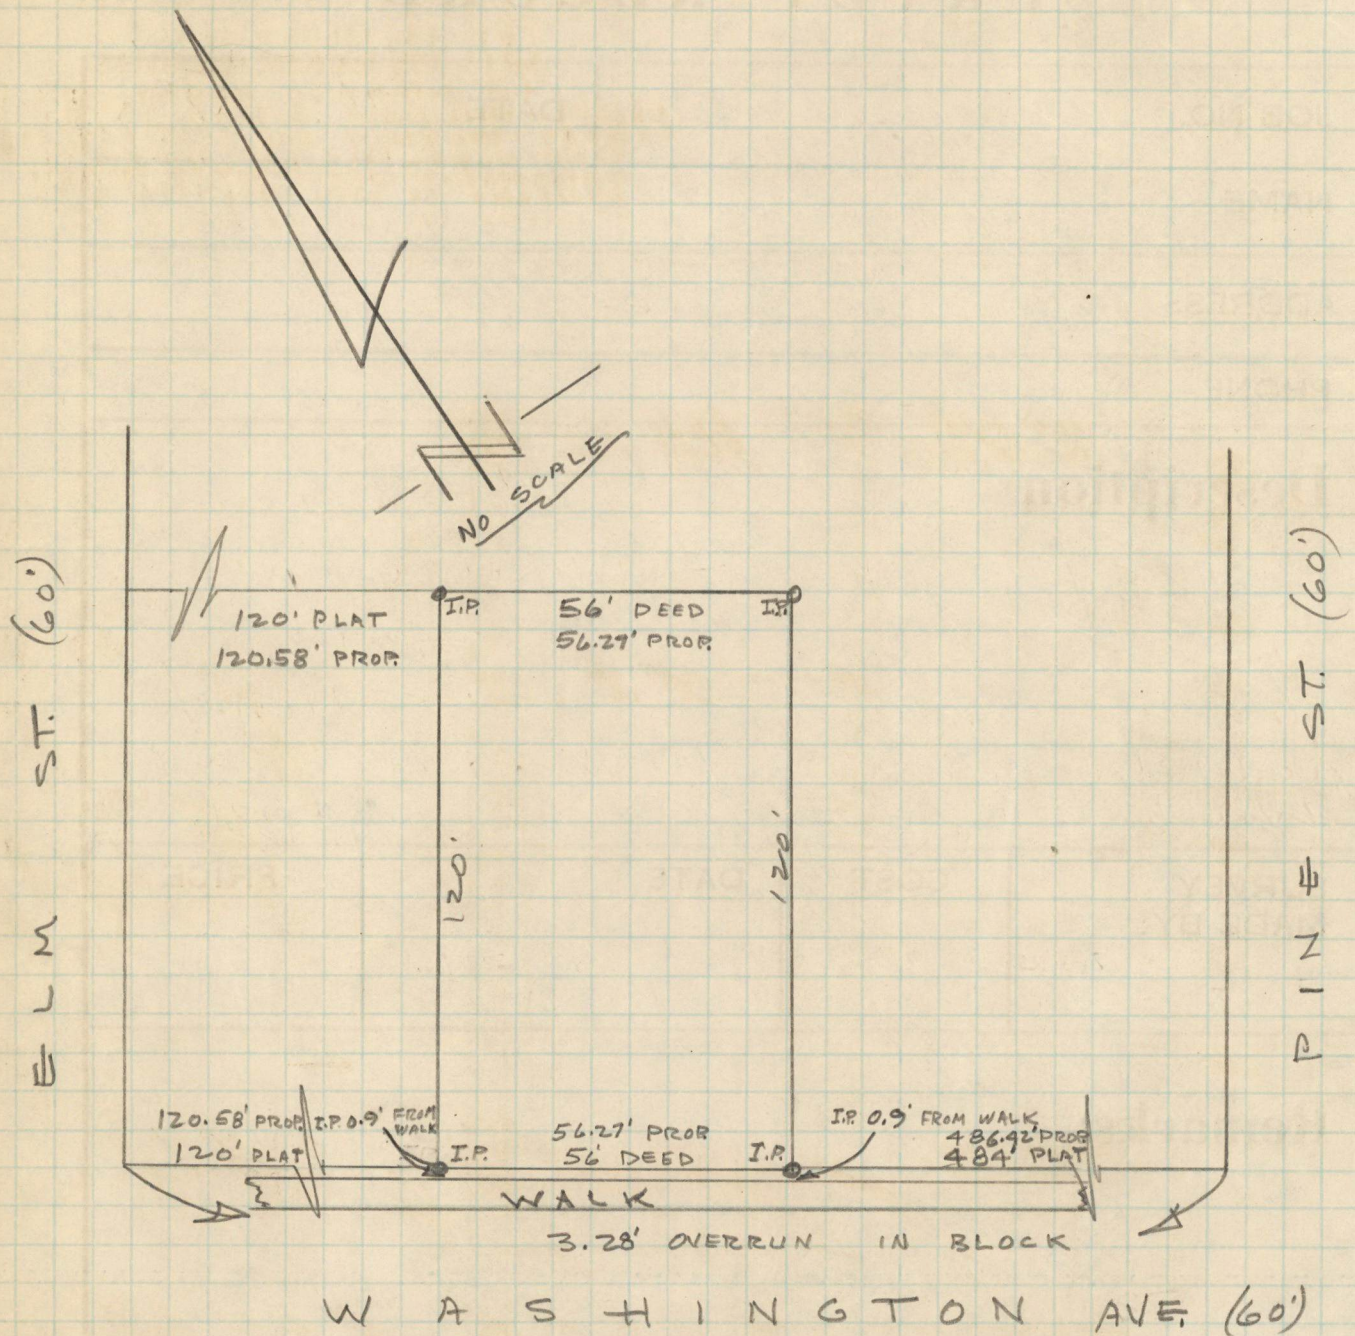 NO SCALE
ELM ST. (60')
PINE ST. (60')
120' PLAT
120.58' PROP.
I.P.
56' DEED
56.27' PROP.
I.P.
120'
120'
120.58' PROP.
120' PLAT
I.P. 0.9' FROM WALK
I.P.
56.27' PROP
56' DEED
I.P.
I.P. 0.9' FROM WALK
486.42' PROP
484' PLAT
WALK
3.28' OVERRUN IN BLOCK
WASHINGTON AVE. (60')